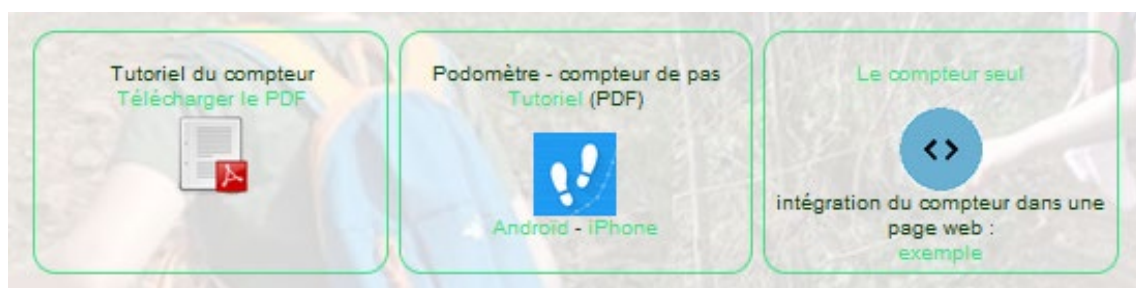 Tutoriel du compteur
Télécharger le PDF
Podomètre - compteur de pas
Tutoriel (PDF)
Androïd - iPhone
Le compteur seul
intégration du compteur dans une
page web :
exemple